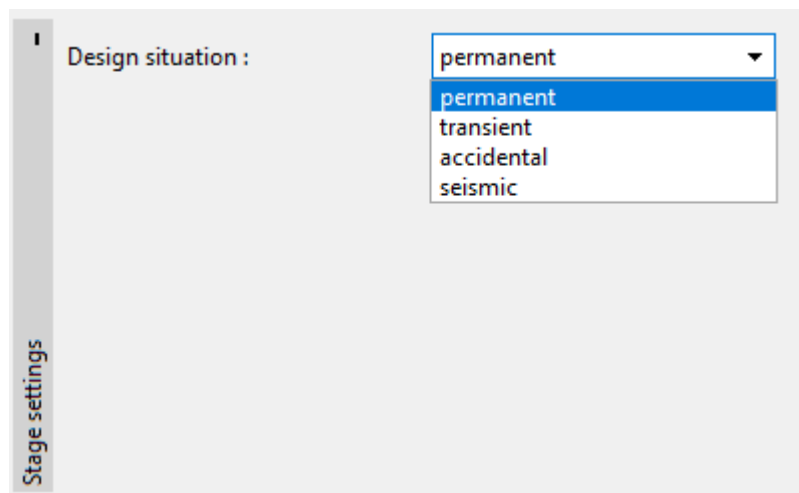 Design situation :
permanent
permanent
transient
accidental
seismic
Stage settings